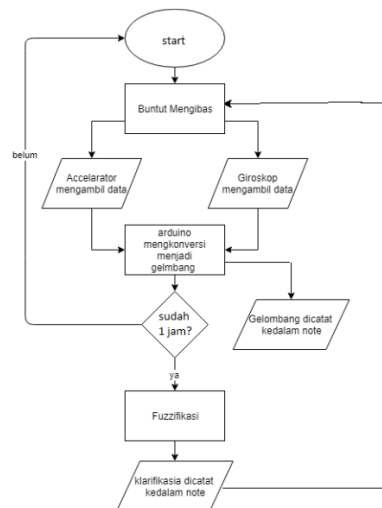 start
Buntut Mengibas
belum
Accelarator
mengambil data
Giroskop
mengambil data
arduino
mengkonversi
menjadi
gelmbang
sudah
1 jam?
Gelombang dicatat
kedalam note
ya
Fuzzifikasi
klarifikasia dicatat
kedalam note